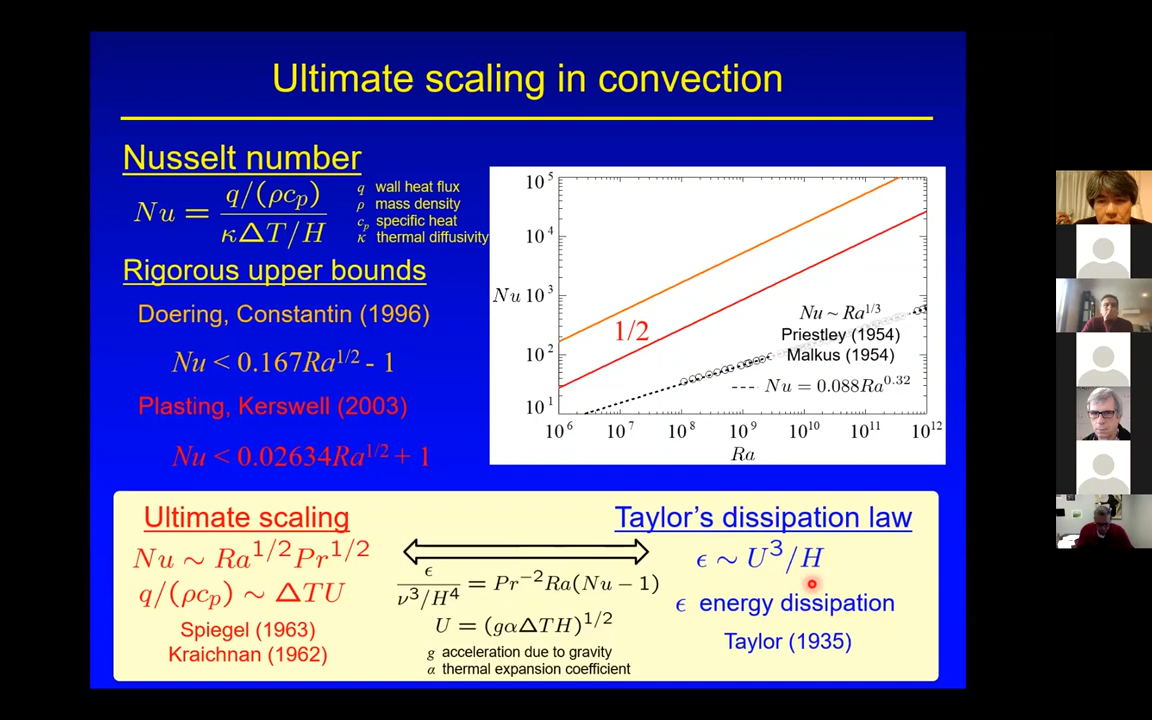 Ultimate scaling in convection
Nusselt number
Nu = q/(ρc_p) / κΔT/H
q wall heat flux
ρ mass density
c_p specific heat
κ thermal diffusivity
Rigorous upper bounds
Doering, Constantin (1996)
Nu < 0.167Ra^{1/2} - 1
Plasting, Kerswell (2003)
Nu < 0.02634Ra^{1/2} + 1
10^5
10^4
Nu 10^3
10^2
10^1
1/2
Nu ~ Ra^{1/3}
Priestley (1954)
Malkus (1954)
Nu = 0.088Ra^{0.32}
10^6 10^7 10^8 10^9 10^10 10^11 10^12
Ra
Ultimate scaling
Nu ∼ Ra^{1/2}Pr^{1/2}
q/(ρc_p) ∼ ΔTU
Spiegel (1963)
Kraichnan (1962)
ϵ / ν^3/H^4 = Pr^{-2}Ra(Nu − 1)
U = (gαΔTH)^{1/2}
g acceleration due to gravity
α thermal expansion coefficient
Taylor's dissipation law
ϵ ∼ U^3/H
ϵ energy dissipation
Taylor (1935)